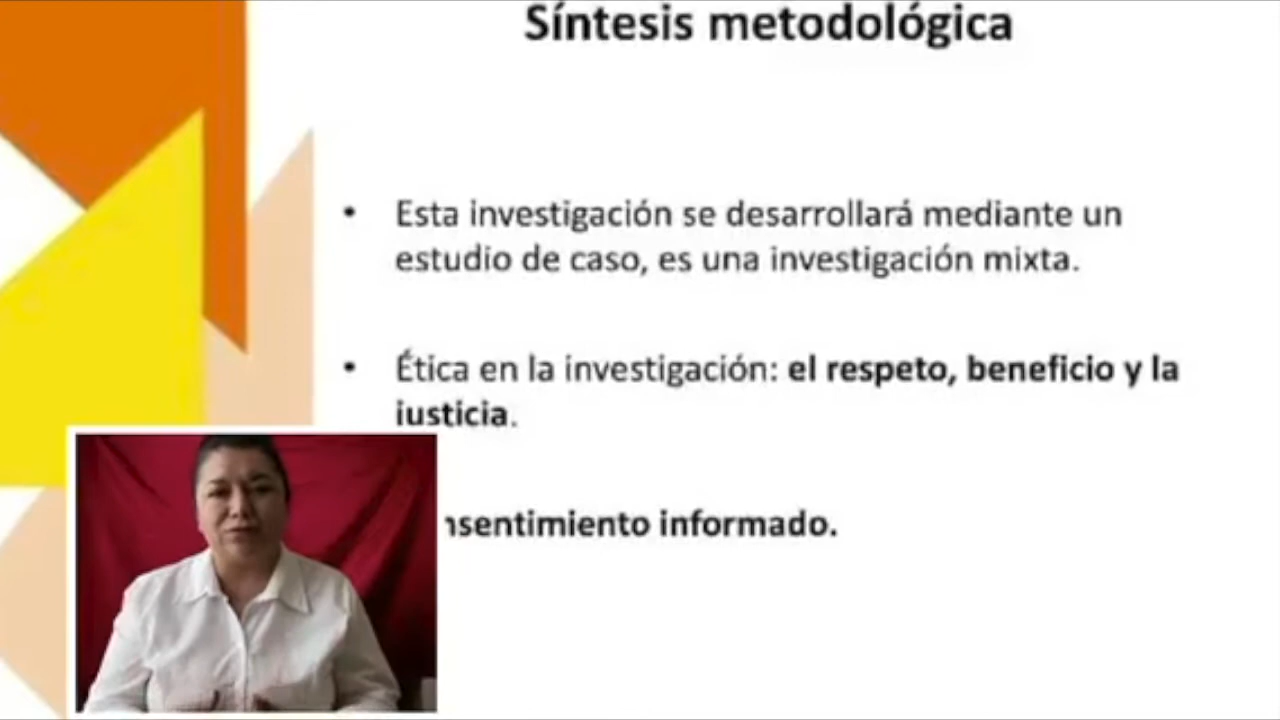 Síntesis metodológica
Esta investigación se desarrollará mediante un
estudio de caso, es una investigación mixta.
Ética en la investigación: el respeto, beneficio y la
justicia.
nsentimiento informado.